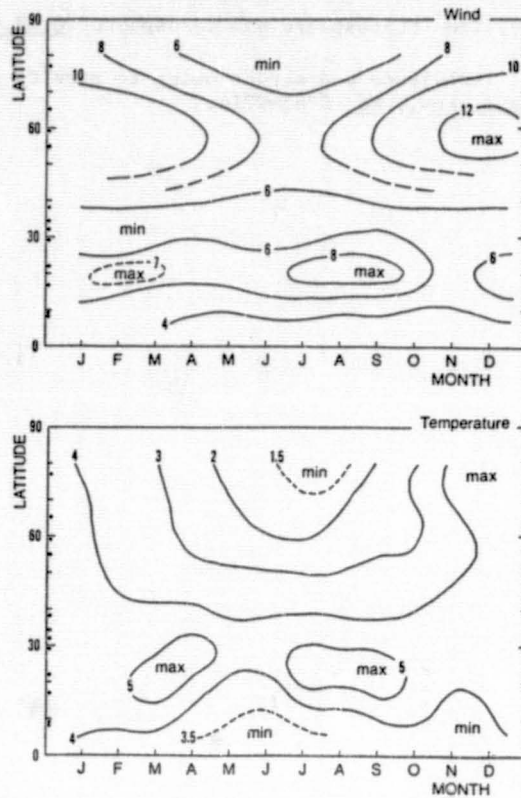 Wind
90
8
6
8
10
10
min
12
max
60
LATITUDE
6
min
30
6
7
max
8
max
6
4
0
J F M A M J J A S O N D
MONTH
Temperature
90
4
3
2
1.5
min
max
LATITUDE
60
30
max
5
max
5
4
3.5
min
min
0
J F M A M J J A S O N D
MONTH